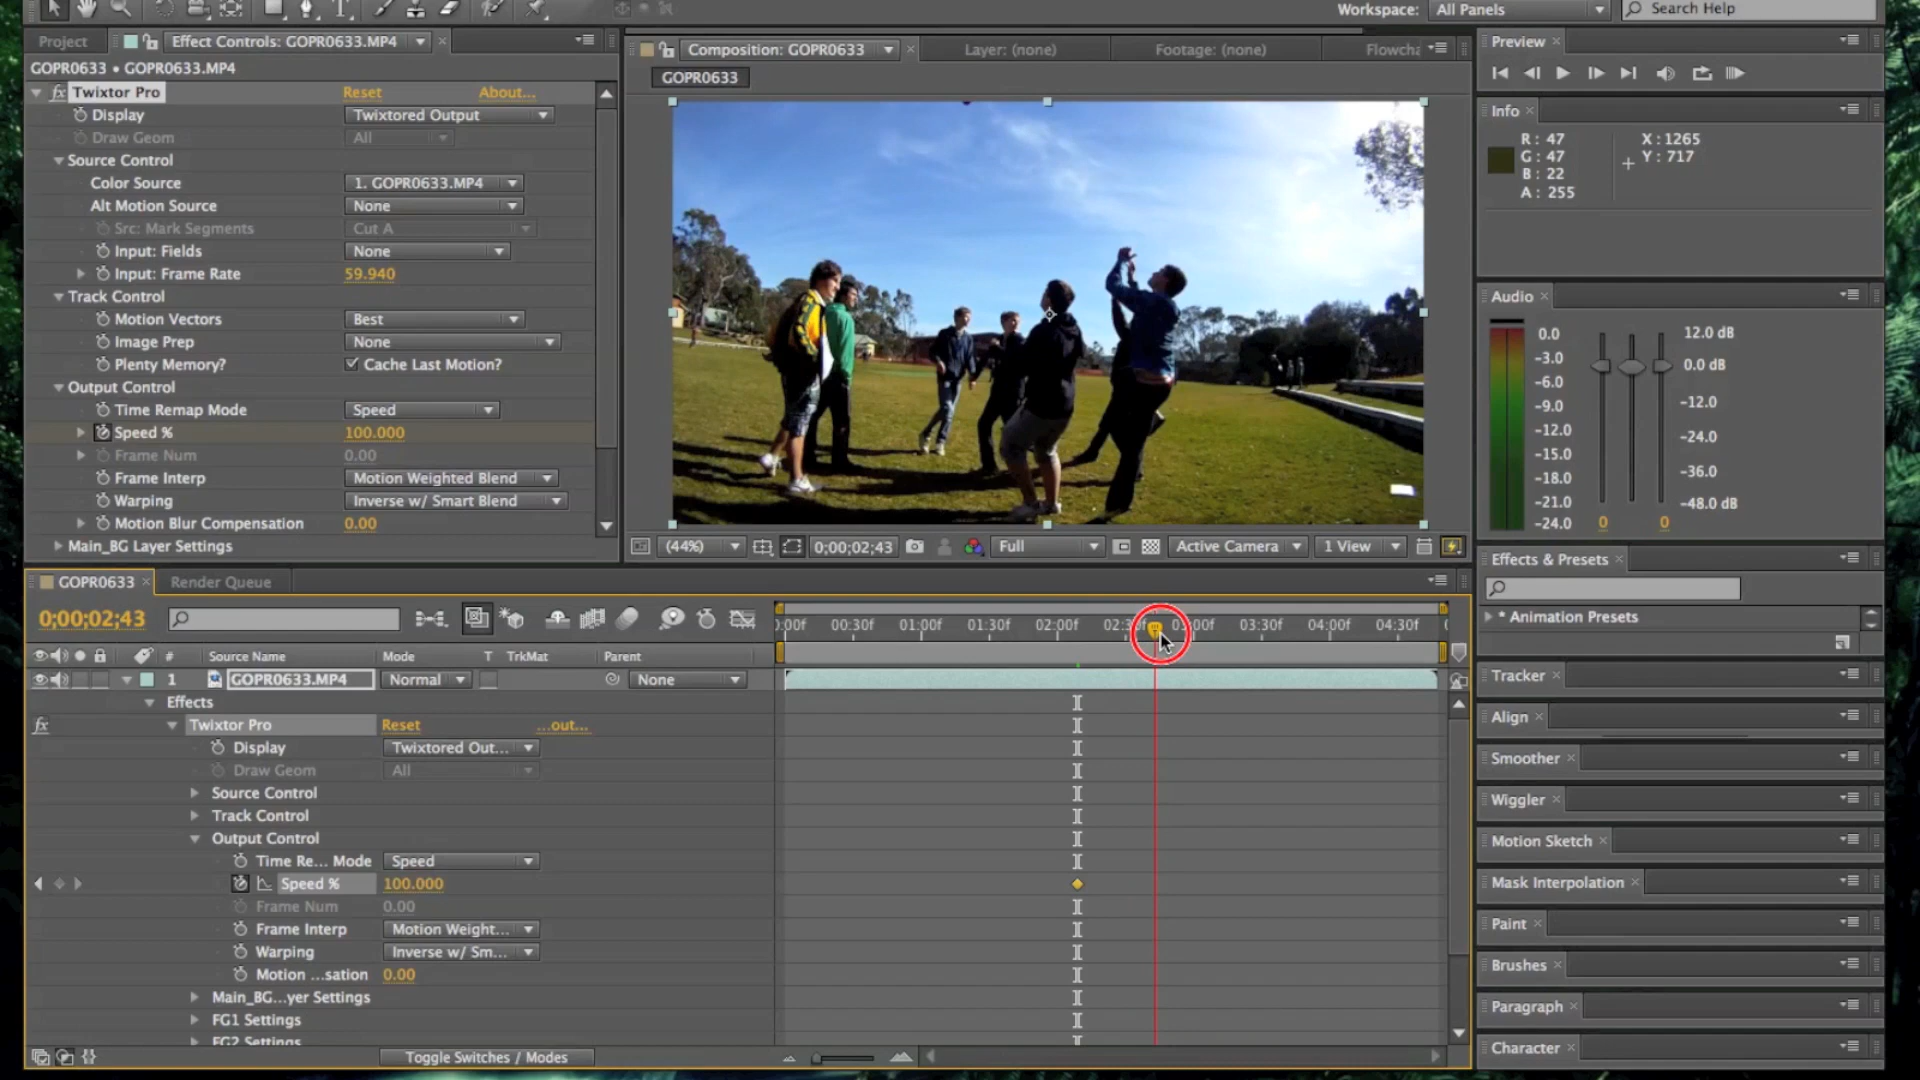 Workspace: All Panels Search Help
Project Effect Controls: GOPR0633.MP4
GOPR0633 • GOPR0633.MP4
fx Twixtor Pro Reset About...
Display Twixtored Output
Draw Geom All
Source Control
Color Source 1. GOPR0633.MP4
Alt Motion Source None
Src: Mark Segments Cut A
Input: Fields None
Input: Frame Rate 59.940
Track Control
Motion Vectors Best
Image Prep None
Plenty Memory? Cache Last Motion?
Output Control
Time Remap Mode Speed
Speed % 100.000
Frame Num 0.00
Frame Interp Motion Weighted Blend
Warping Inverse w/ Smart Blend
Motion Blur Compensation 0.00
Main_BG Layer Settings
Composition: GOPR0633 Layer: (none) Footage: (none) Flowcha
GOPR0633
(44%) 0;00;02;43 Full Active Camera 1 View
Preview
Info
R: 47
G: 47
B: 22
A: 255
X: 1265
Y: 717
Audio
0.0
-3.0
-6.0
-9.0
-12.0
-15.0
-18.0
-21.0
-24.0
12.0 dB
0.0 dB
-12.0
-24.0
-36.0
-48.0 dB
0 0
Effects & Presets
* Animation Presets
Tracker
Align
Smoother
Wiggler
Motion Sketch
Mask Interpolation
Paint
Brushes
Paragraph
Character
GOPR0633 Render Queue
0;00;02;43
):00f 00:30f 01:00f 01:30f 02:00f 02:30f 03:30f 04:00f 04:30f
# Source Name Mode T TrkMat Parent
1 GOPR0633.MP4 Normal None
Effects
fx Twixtor Pro Reset ...out...
Display Twixtored Out...
Draw Geom All
Source Control
Track Control
Output Control
Time Re... Mode Speed
Speed % 100.000
Frame Num 0.00
Frame Interp Motion Weight...
Warping Inverse w/ Sm...
Motion ...sation 0.00
Main_BG...yer Settings
FG1 Settings
FG2 Settings
Toggle Switches / Modes